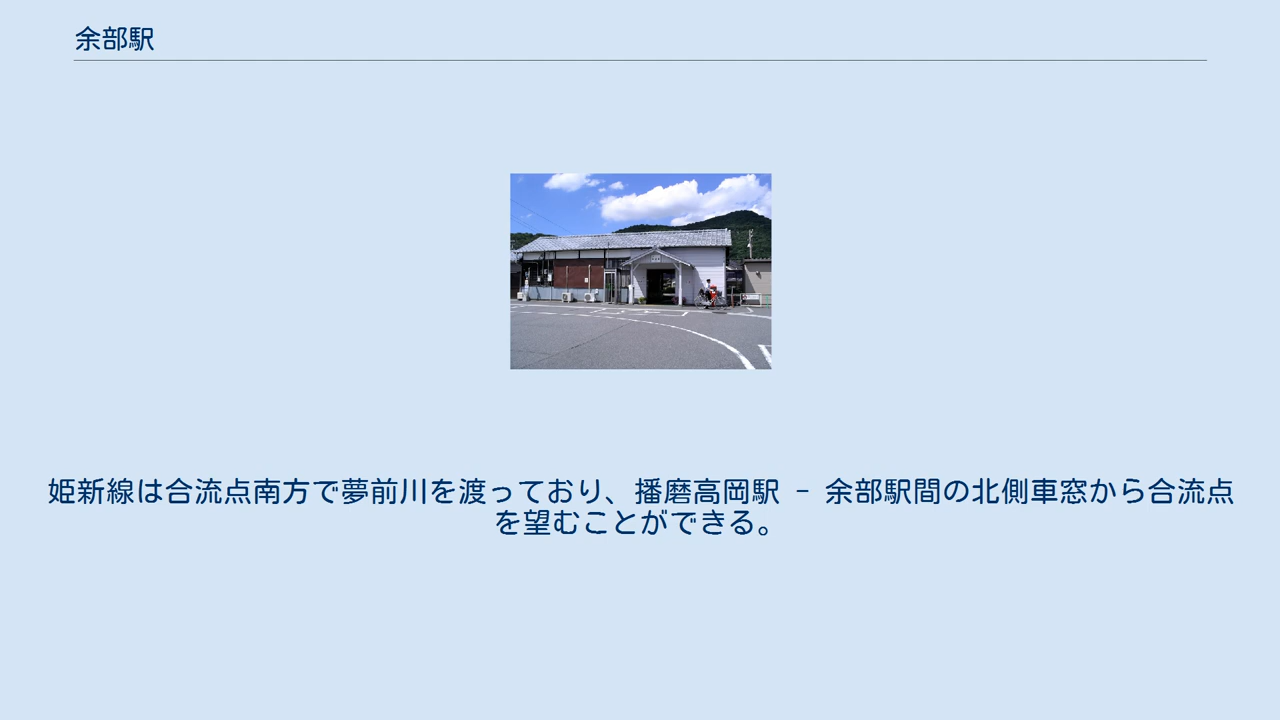 余部駅
姫新線は合流点南方で夢前川を渡っており、播磨高岡駅 - 余部駅間の北側車窓から合流点
を望むことができる。